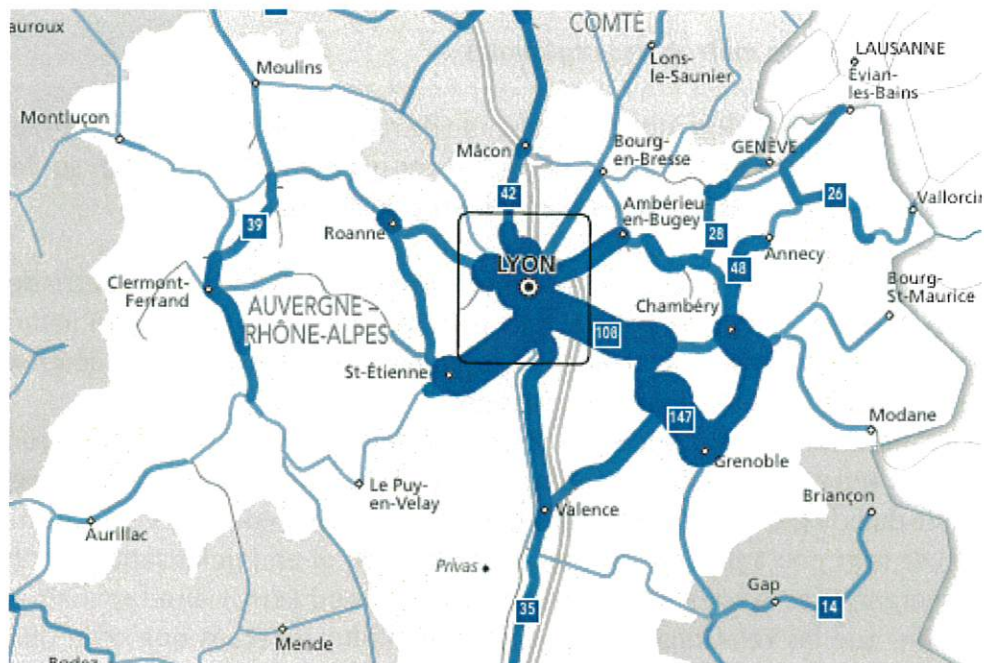 auroux
COMTÉ
LAUSANNE
Moulins
Lons-
le-Saunier
Évian-
les-Bains
Montluçon
Mâcon
Bourg-
en-Bresse
GENÈVE
42
Ambérieu-
en-Bugey
26
Vallorcin
39
Roanne
28
Annecy
LYON
48
Clermont-
Ferrand
Bourg-
St-Maurice
AUVERGNE –
RHÔNE-ALPES
Chambéry
108
St-Étienne
147
Modane
Grenoble
Le Puy-
en-Velay
Briançon
Valence
Aurillac
Privas
Gap
35
14
Mende
Rodez